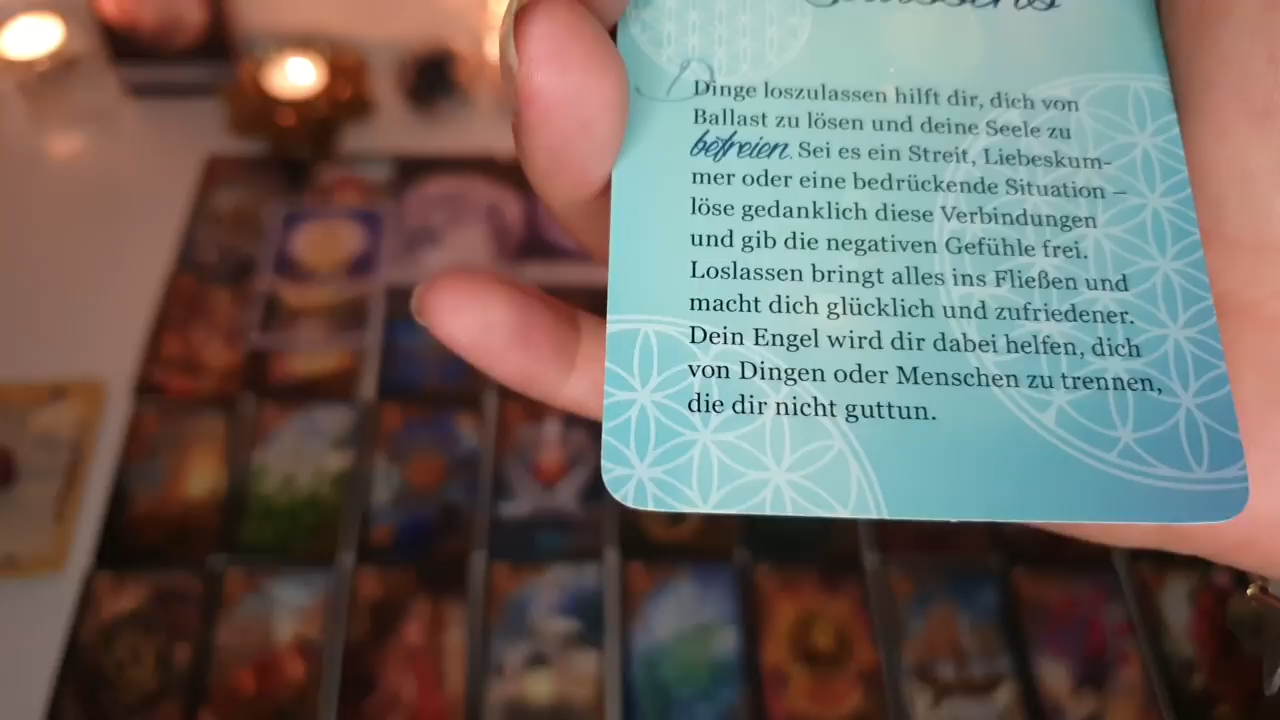 Dinge loszulassen hilft dir, dich von
Ballast zu lösen und deine Seele zu
befreien. Sei es ein Streit, Liebeskum-
mer oder eine bedrückende Situation –
löse gedanklich diese Verbindungen
und gib die negativen Gefühle frei.
Loslassen bringt alles ins Fließen und
macht dich glücklich und zufriedener.
Dein Engel wird dir dabei helfen, dich
von Dingen oder Menschen zu trennen,
die dir nicht guttun.